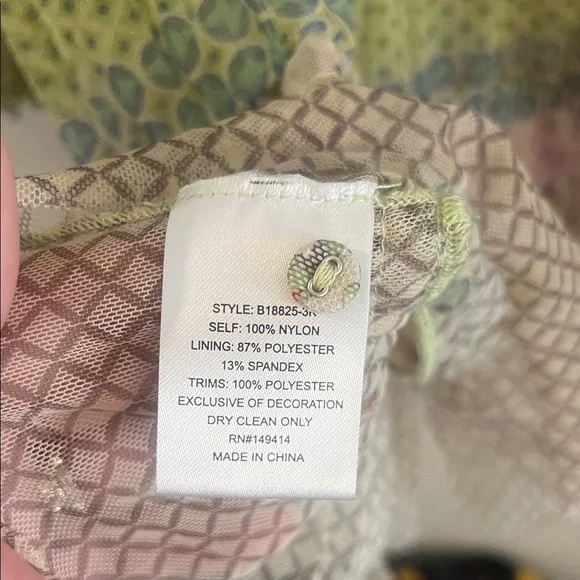 STYLE: B18825-3K
SELF: 100% NYLON
LINING: 87% POLYESTER
13% SPANDEX
TRIMS: 100% POLYESTER
EXCLUSIVE OF DECORATION
DRY CLEAN ONLY
RN#149414
MADE IN CHINA